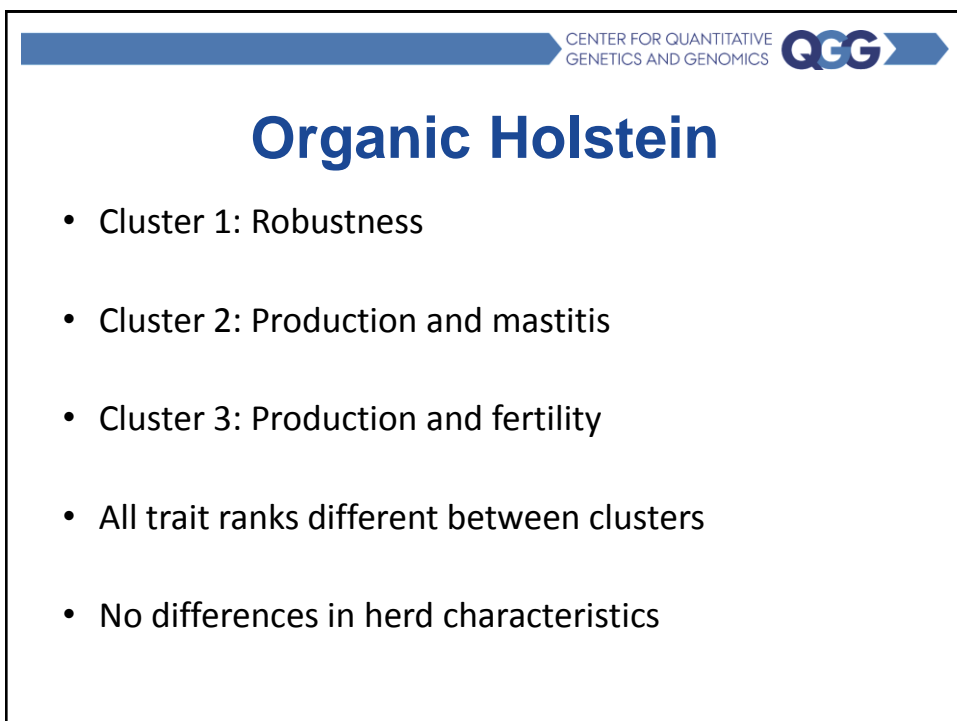 CENTER FOR QUANTITATIVE
GENETICS AND GENOMICS
QGG
Organic Holstein
• Cluster 1: Robustness
• Cluster 2: Production and mastitis
• Cluster 3: Production and fertility
• All trait ranks different between clusters
• No differences in herd characteristics